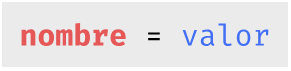 nombre = valor